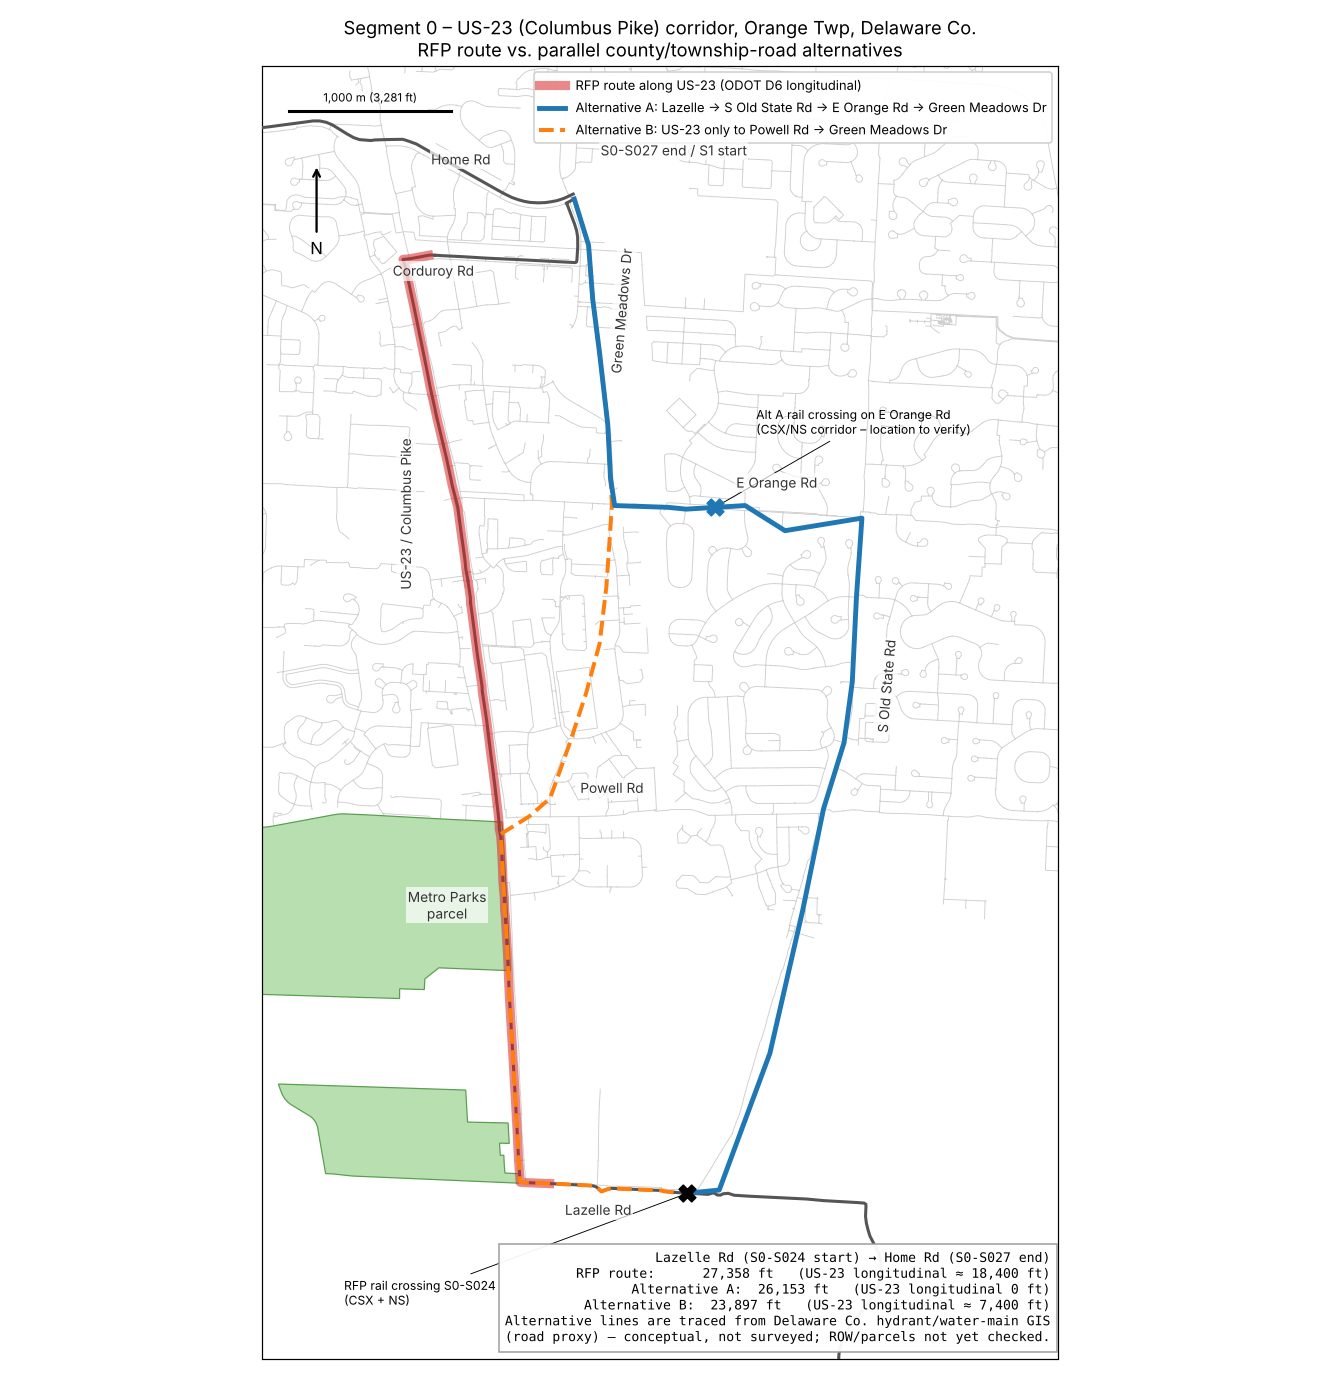 Segment 0 – US-23 (Columbus Pike) corridor, Orange Twp, Delaware Co.
RFP route vs. parallel county/township-road alternatives
RFP route along US-23 (ODOT D6 longitudinal)
Alternative A: Lazelle → S Old State Rd → E Orange Rd → Green Meadows Dr
Alternative B: US-23 only to Powell Rd → Green Meadows Dr
1,000 m (3,281 ft)
S0-S027 end / S1 start
Home Rd
N
Corduroy Rd
Green Meadows Dr
Alt A rail crossing on E Orange Rd
(CSX/NS corridor – location to verify)
E Orange Rd
US-23 / Columbus Pike
S Old State Rd
Powell Rd
Metro Parks
parcel
Lazelle Rd
RFP rail crossing S0-S024
(CSX + NS)
Lazelle Rd (S0-S024 start) → Home Rd (S0-S027 end)
RFP route: 27,358 ft (US-23 longitudinal ≈ 18,400 ft)
Alternative A: 26,153 ft (US-23 longitudinal 0 ft)
Alternative B: 23,897 ft (US-23 longitudinal ≈ 7,400 ft)
Alternative lines are traced from Delaware Co. hydrant/water-main GIS
(road proxy) — conceptual, not surveyed; ROW/parcels not yet checked.